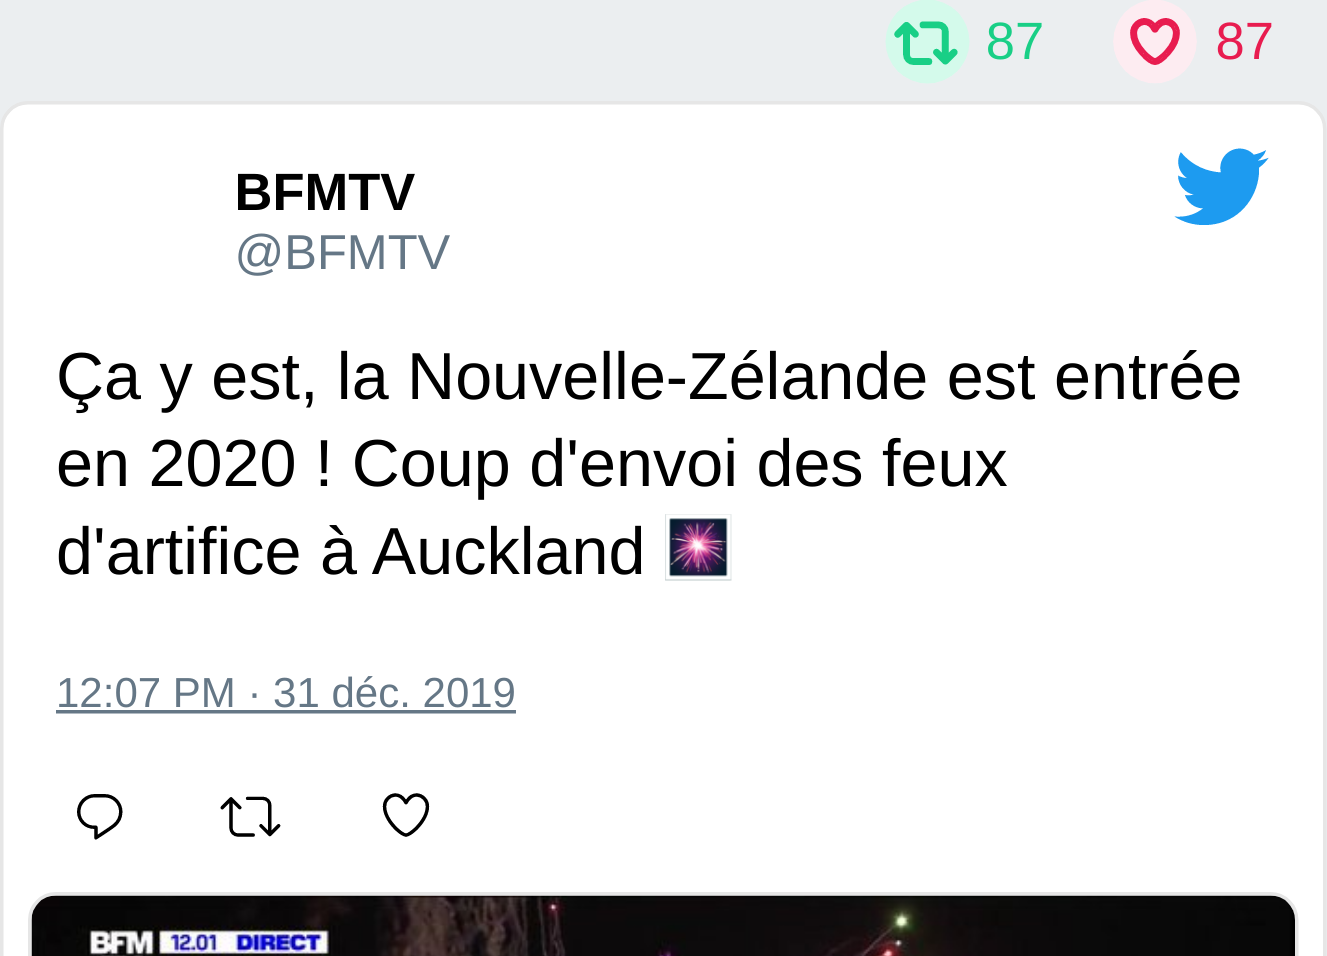 87 87
BFMTV
@BFMTV
Ça y est, la Nouvelle-Zélande est entrée
en 2020 ! Coup d'envoi des feux
d'artifice à Auckland
12:07 PM · 31 déc. 2019
BFM 12.01 DIRECT